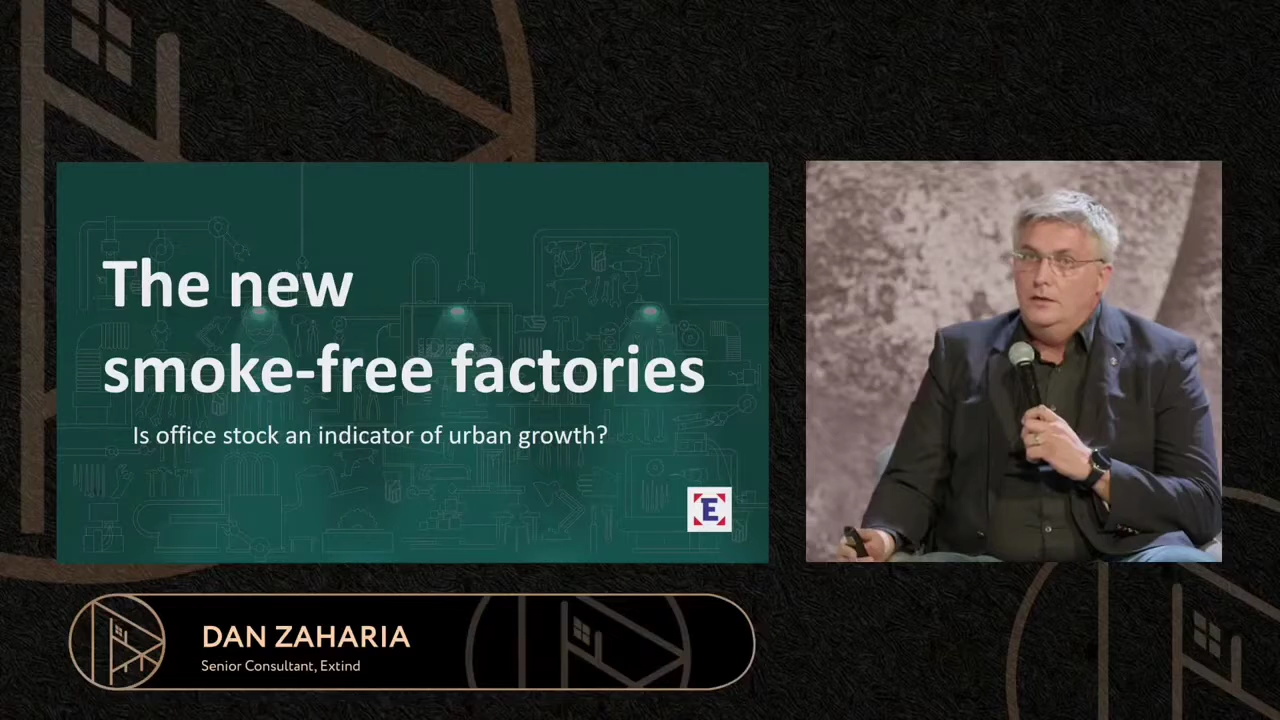 The new
smoke-free factories
Is office stock an indicator of urban growth?
E
DAN ZAHARIA
Senior Consultant, Extind